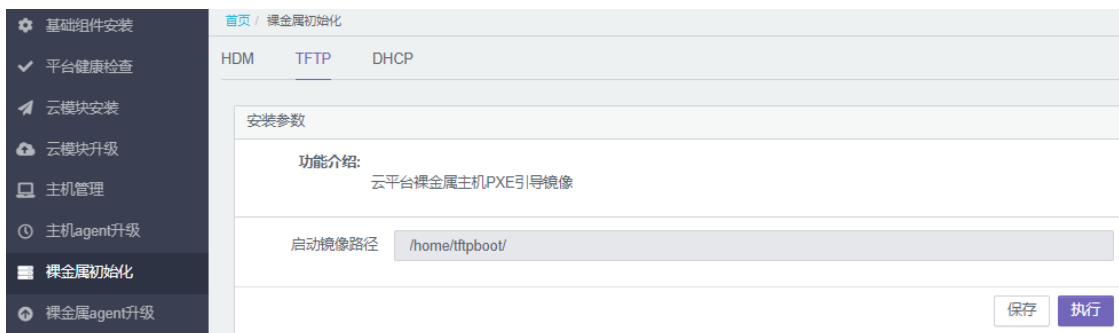 基础组件安装
平台健康检查
云模块安装
云模块升级
主机管理
主机agent升级
裸金属初始化
裸金属agent升级
首页 / 裸金属初始化
HDM TFTP DHCP
安装参数
功能介绍:
云平台裸金属主机PXE引导镜像
启动镜像路径 /home/tftpboot/
保存 执行